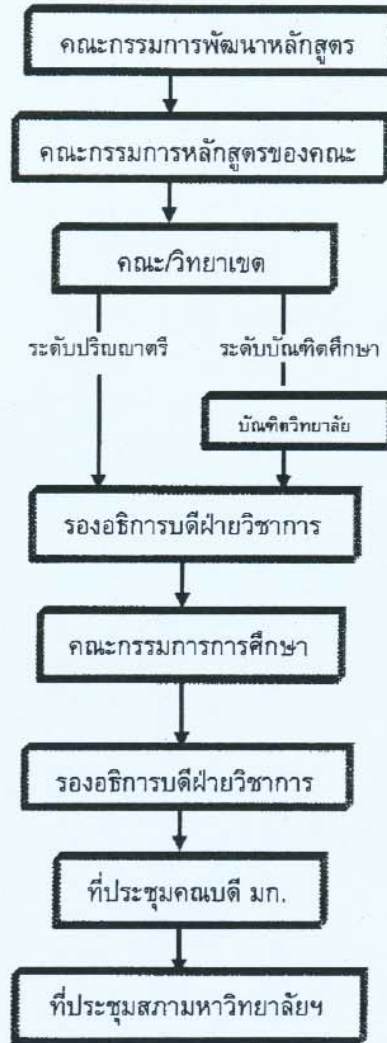 คณะกรรมการพัฒนาหลักสูตร
คณะกรรมการหลักสูตรของคณะ
คณะ/วิทยาเขต
ระดับปริญญาตรี ระดับบัณฑิตศึกษา
บัณฑิตวิทยาลัย
รองอธิการบดีฝ่ายวิชาการ
คณะกรรมการการศึกษา
รองอธิการบดีฝ่ายวิชาการ
ที่ประชุมคณบดี มก.
ที่ประชุมสภามหาวิทยาลัยฯ